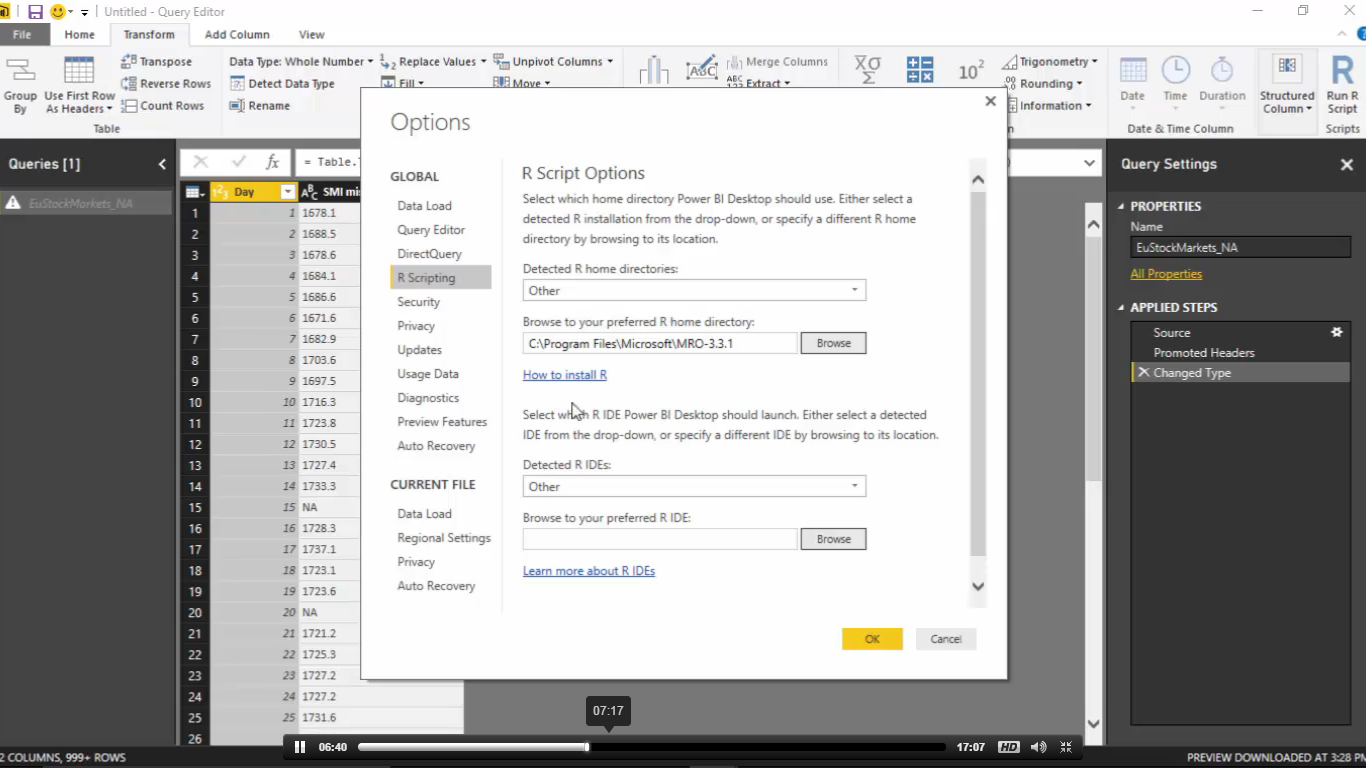 Untitled - Query Editor
File Home Transform Add Column View
Group By
Use First Row As Headers
Transpose
Reverse Rows
Count Rows
Table
Data Type: Whole Number
Detect Data Type
Rename
Replace Values
Fill
Unpivot Columns
Move
ABC
ABC
Merge Columns
Extract
XΣ
10²
Trigonometry
Rounding
Information
Date
Time
Duration
Date & Time Column
Structured Column
R
Run R Script
Scripts
Queries [1]
EuStockMarkets_NA
fx = Table.
Day
SMI
1 1 1678.1
2 2 1688.5
3 3 1678.6
4 4 1684.1
5 5 1686.6
6 6 1671.6
7 7 1682.9
8 8 1703.6
9 9 1697.5
10 10 1716.3
11 11 1723.8
12 12 1730.5
13 13 1727.4
14 14 1733.3
15 15 NA
16 16 1728.3
17 17 1737.1
18 18 1723.1
19 19 1723.6
20 20 NA
21 21 1721.2
22 22 1725.3
23 23 1727.2
24 24 1727.2
25 25 1731.6
26
Options
GLOBAL
Data Load
Query Editor
DirectQuery
R Scripting
Security
Privacy
Updates
Usage Data
Diagnostics
Preview Features
Auto Recovery
CURRENT FILE
Data Load
Regional Settings
Privacy
Auto Recovery
R Script Options
Select which home directory Power BI Desktop should use. Either select a
detected R installation from the drop-down, or specify a different R home
directory by browsing to its location.
Detected R home directories:
Other
Browse to your preferred R home directory:
C:\Program Files\Microsoft\MRO-3.3.1 Browse
How to install R
Select which R IDE Power BI Desktop should launch. Either select a detected
IDE from the drop-down, or specify a different IDE by browsing to its location.
Detected R IDEs:
Other
Browse to your preferred R IDE:
Browse
Learn more about R IDEs
OK Cancel
Query Settings
PROPERTIES
Name
EuStockMarkets_NA
All Properties
APPLIED STEPS
Source
Promoted Headers
Changed Type
07:17
06:40 17:07 HD
2 COLUMNS, 999+ ROWS
PREVIEW DOWNLOADED AT 3:28